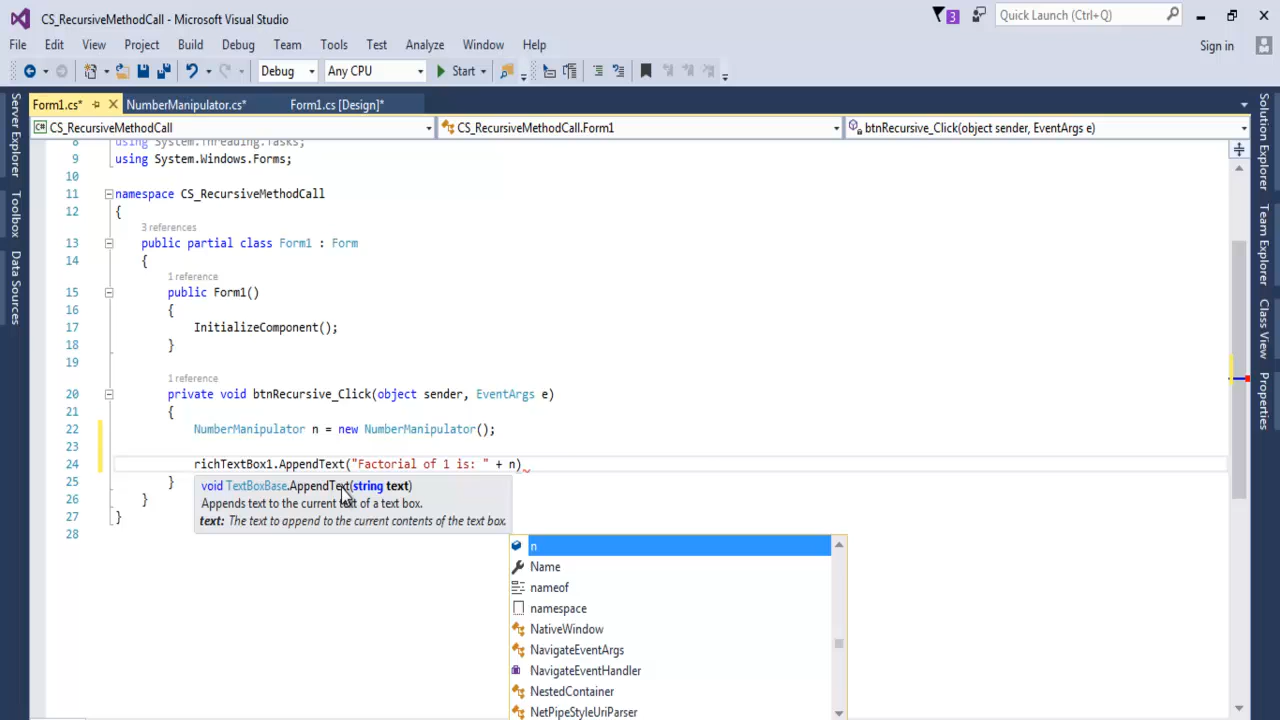 CS_RecursiveMethodCall - Microsoft Visual Studio
3
Quick Launch (Ctrl+Q)
File Edit View Project Build Debug Team Tools Test Analyze Window Help
Sign in
Debug Any CPU Start
Form1.cs* NumberManipulator.cs* Form1.cs [Design]*
C# CS_RecursiveMethodCall CS_RecursiveMethodCall.Form1 btnRecursive_Click(object sender, EventArgs e)
Server Explorer
Toolbox
Data Sources
8 using System.Threading.Tasks;
9 using System.Windows.Forms;
10
11 namespace CS_RecursiveMethodCall
12 {
3 references
13 public partial class Form1 : Form
14 {
1 reference
15 public Form1()
16 {
17 InitializeComponent();
18 }
19
1 reference
20 private void btnRecursive_Click(object sender, EventArgs e)
21 {
22 NumberManipulator n = new NumberManipulator();
23
24 richTextBox1.AppendText("Factorial of 1 is: " + n)
25 }
26 }
27 }
28
void TextBoxBase.AppendText(string text)
Appends text to the current text of a text box.
text: The text to append to the current contents of the text box.
n
Name
nameof
namespace
NativeWindow
NavigateEventArgs
NavigateEventHandler
NestedContainer
NetPipeStyleUriParser
Solution Explorer
Team Explorer
Class View
Properties